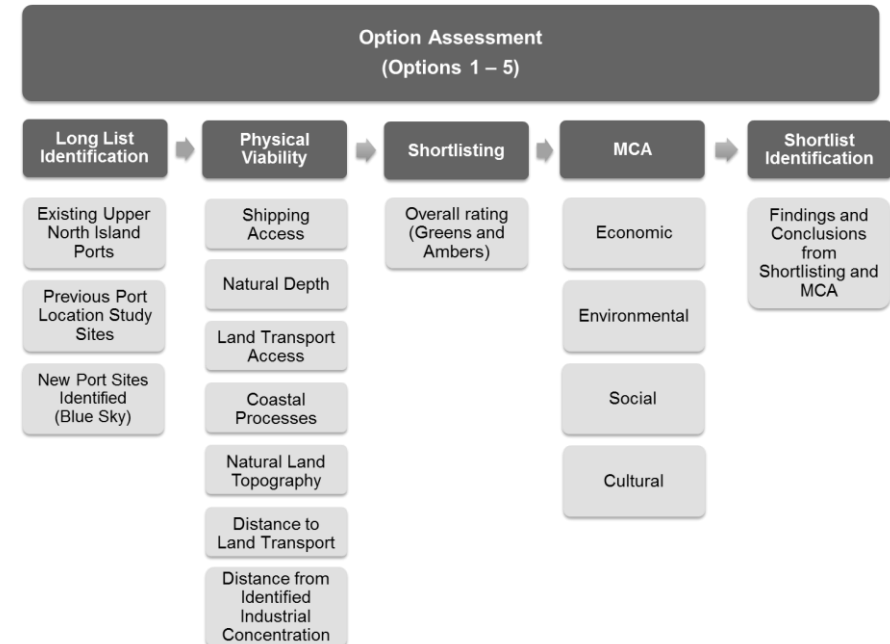 Option Assessment
(Options 1 – 5)
Long List
Identification
Physical
Viability
Shortlisting
MCA
Shortlist
Identification
Existing Upper
North Island
Ports
Previous Port
Location Study
Sites
New Port Sites
Identified
(Blue Sky)
Shipping
Access
Natural Depth
Land Transport
Access
Coastal
Processes
Natural Land
Topography
Distance to
Land Transport
Distance from
Identified
Industrial
Concentration
Overall rating
(Greens and
Ambers)
Economic
Environmental
Social
Cultural
Findings and
Conclusions
from
Shortlisting and
MCA